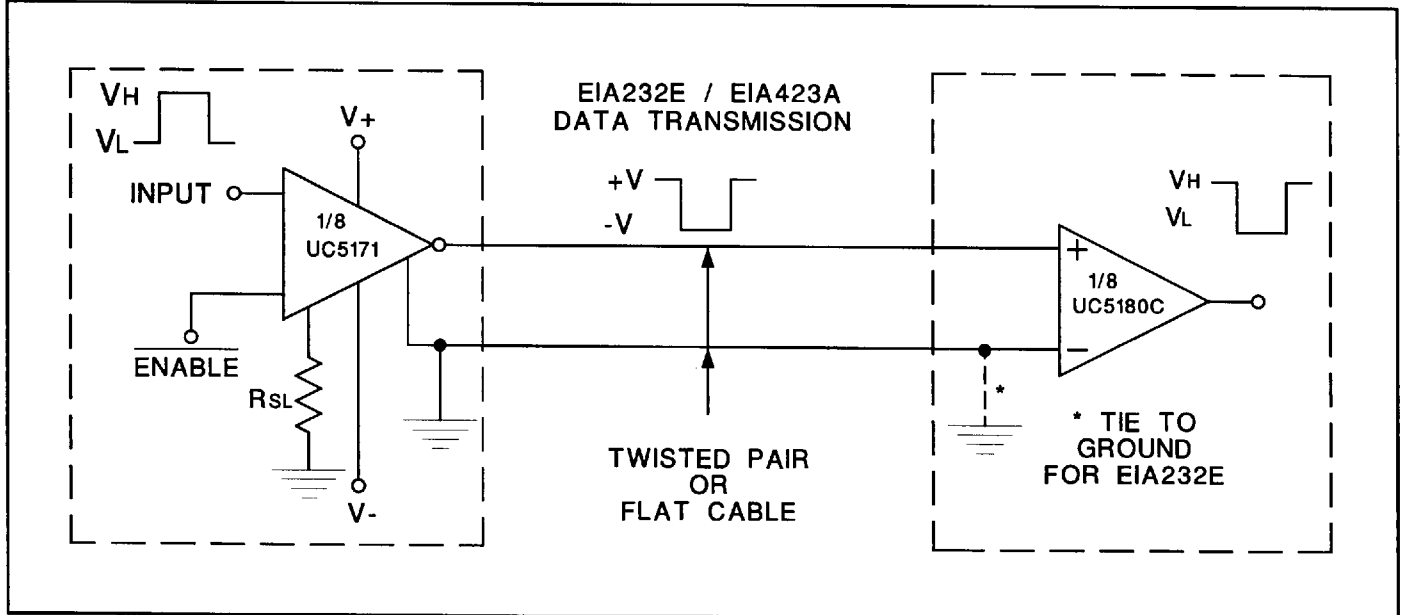 VH
VL
V+
INPUT
1/8
UC5171
ENABLE
RSL
V-
EIA232E / EIA423A
DATA TRANSMISSION
+V
-V
TWISTED PAIR
OR
FLAT CABLE
VH
VL
+
1/8
UC5180C
-
*
* TIE TO
GROUND
FOR EIA232E